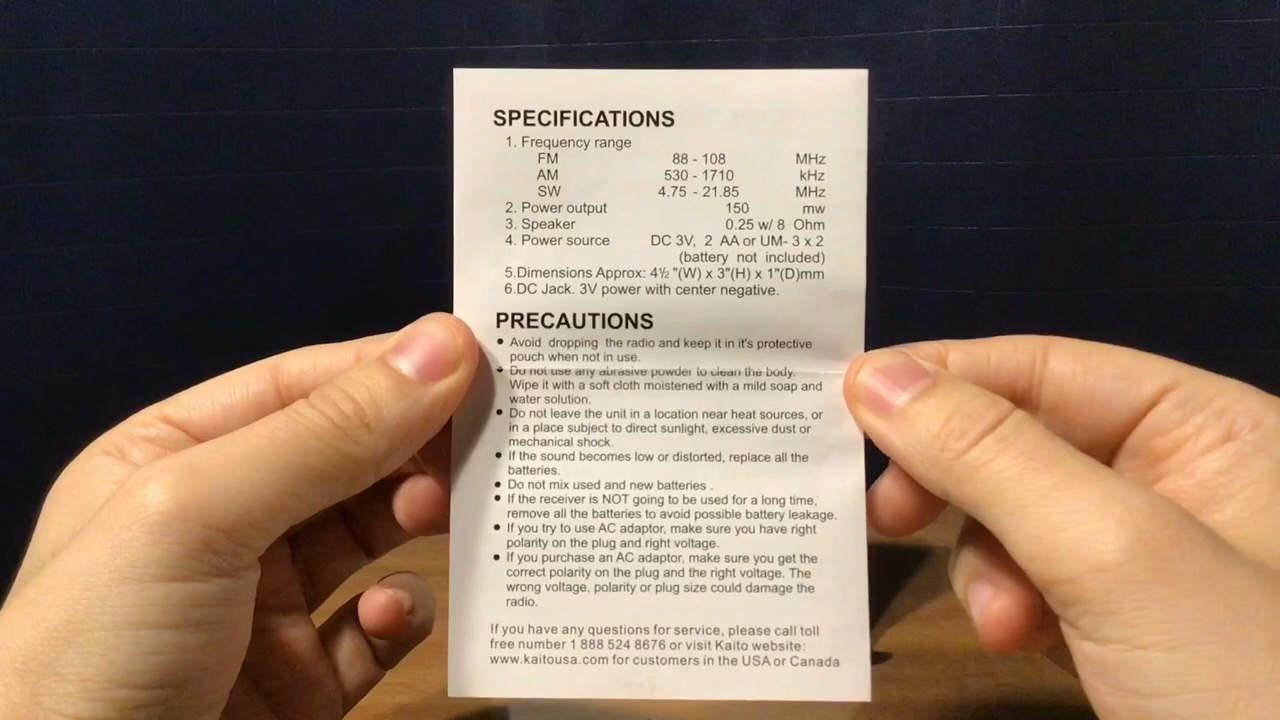 SPECIFICATIONS
1. Frequency range
FM 88 - 108 MHz
AM 530 - 1710 kHz
SW 4.75 - 21.85 MHz
2. Power output 150 mw
3. Speaker 0.25 w/ 8 Ohm
4. Power source DC 3V, 2 AA or UM- 3 x 2
(battery not included)
5.Dimensions Approx: 4½ "(W) x 3"(H) x 1"(D)mm
6.DC Jack. 3V power with center negative.
PRECAUTIONS
• Avoid dropping the radio and keep it in it's protective
pouch when not in use.
• Do not use any abrasive powder to clean the body.
Wipe it with a soft cloth moistened with a mild soap and
water solution.
• Do not leave the unit in a location near heat sources, or
in a place subject to direct sunlight, excessive dust or
mechanical shock.
• If the sound becomes low or distorted, replace all the
batteries.
• Do not mix used and new batteries .
• If the receiver is NOT going to be used for a long time,
remove all the batteries to avoid possible battery leakage.
• If you try to use AC adaptor, make sure you have right
polarity on the plug and right voltage.
• If you purchase an AC adaptor, make sure you get the
correct polarity on the plug and the right voltage. The
wrong voltage, polarity or plug size could damage the
radio.
If you have any questions for service, please call toll
free number 1 888 524 8676 or visit Kaito website:
www.kaitousa.com for customers in the USA or Canada